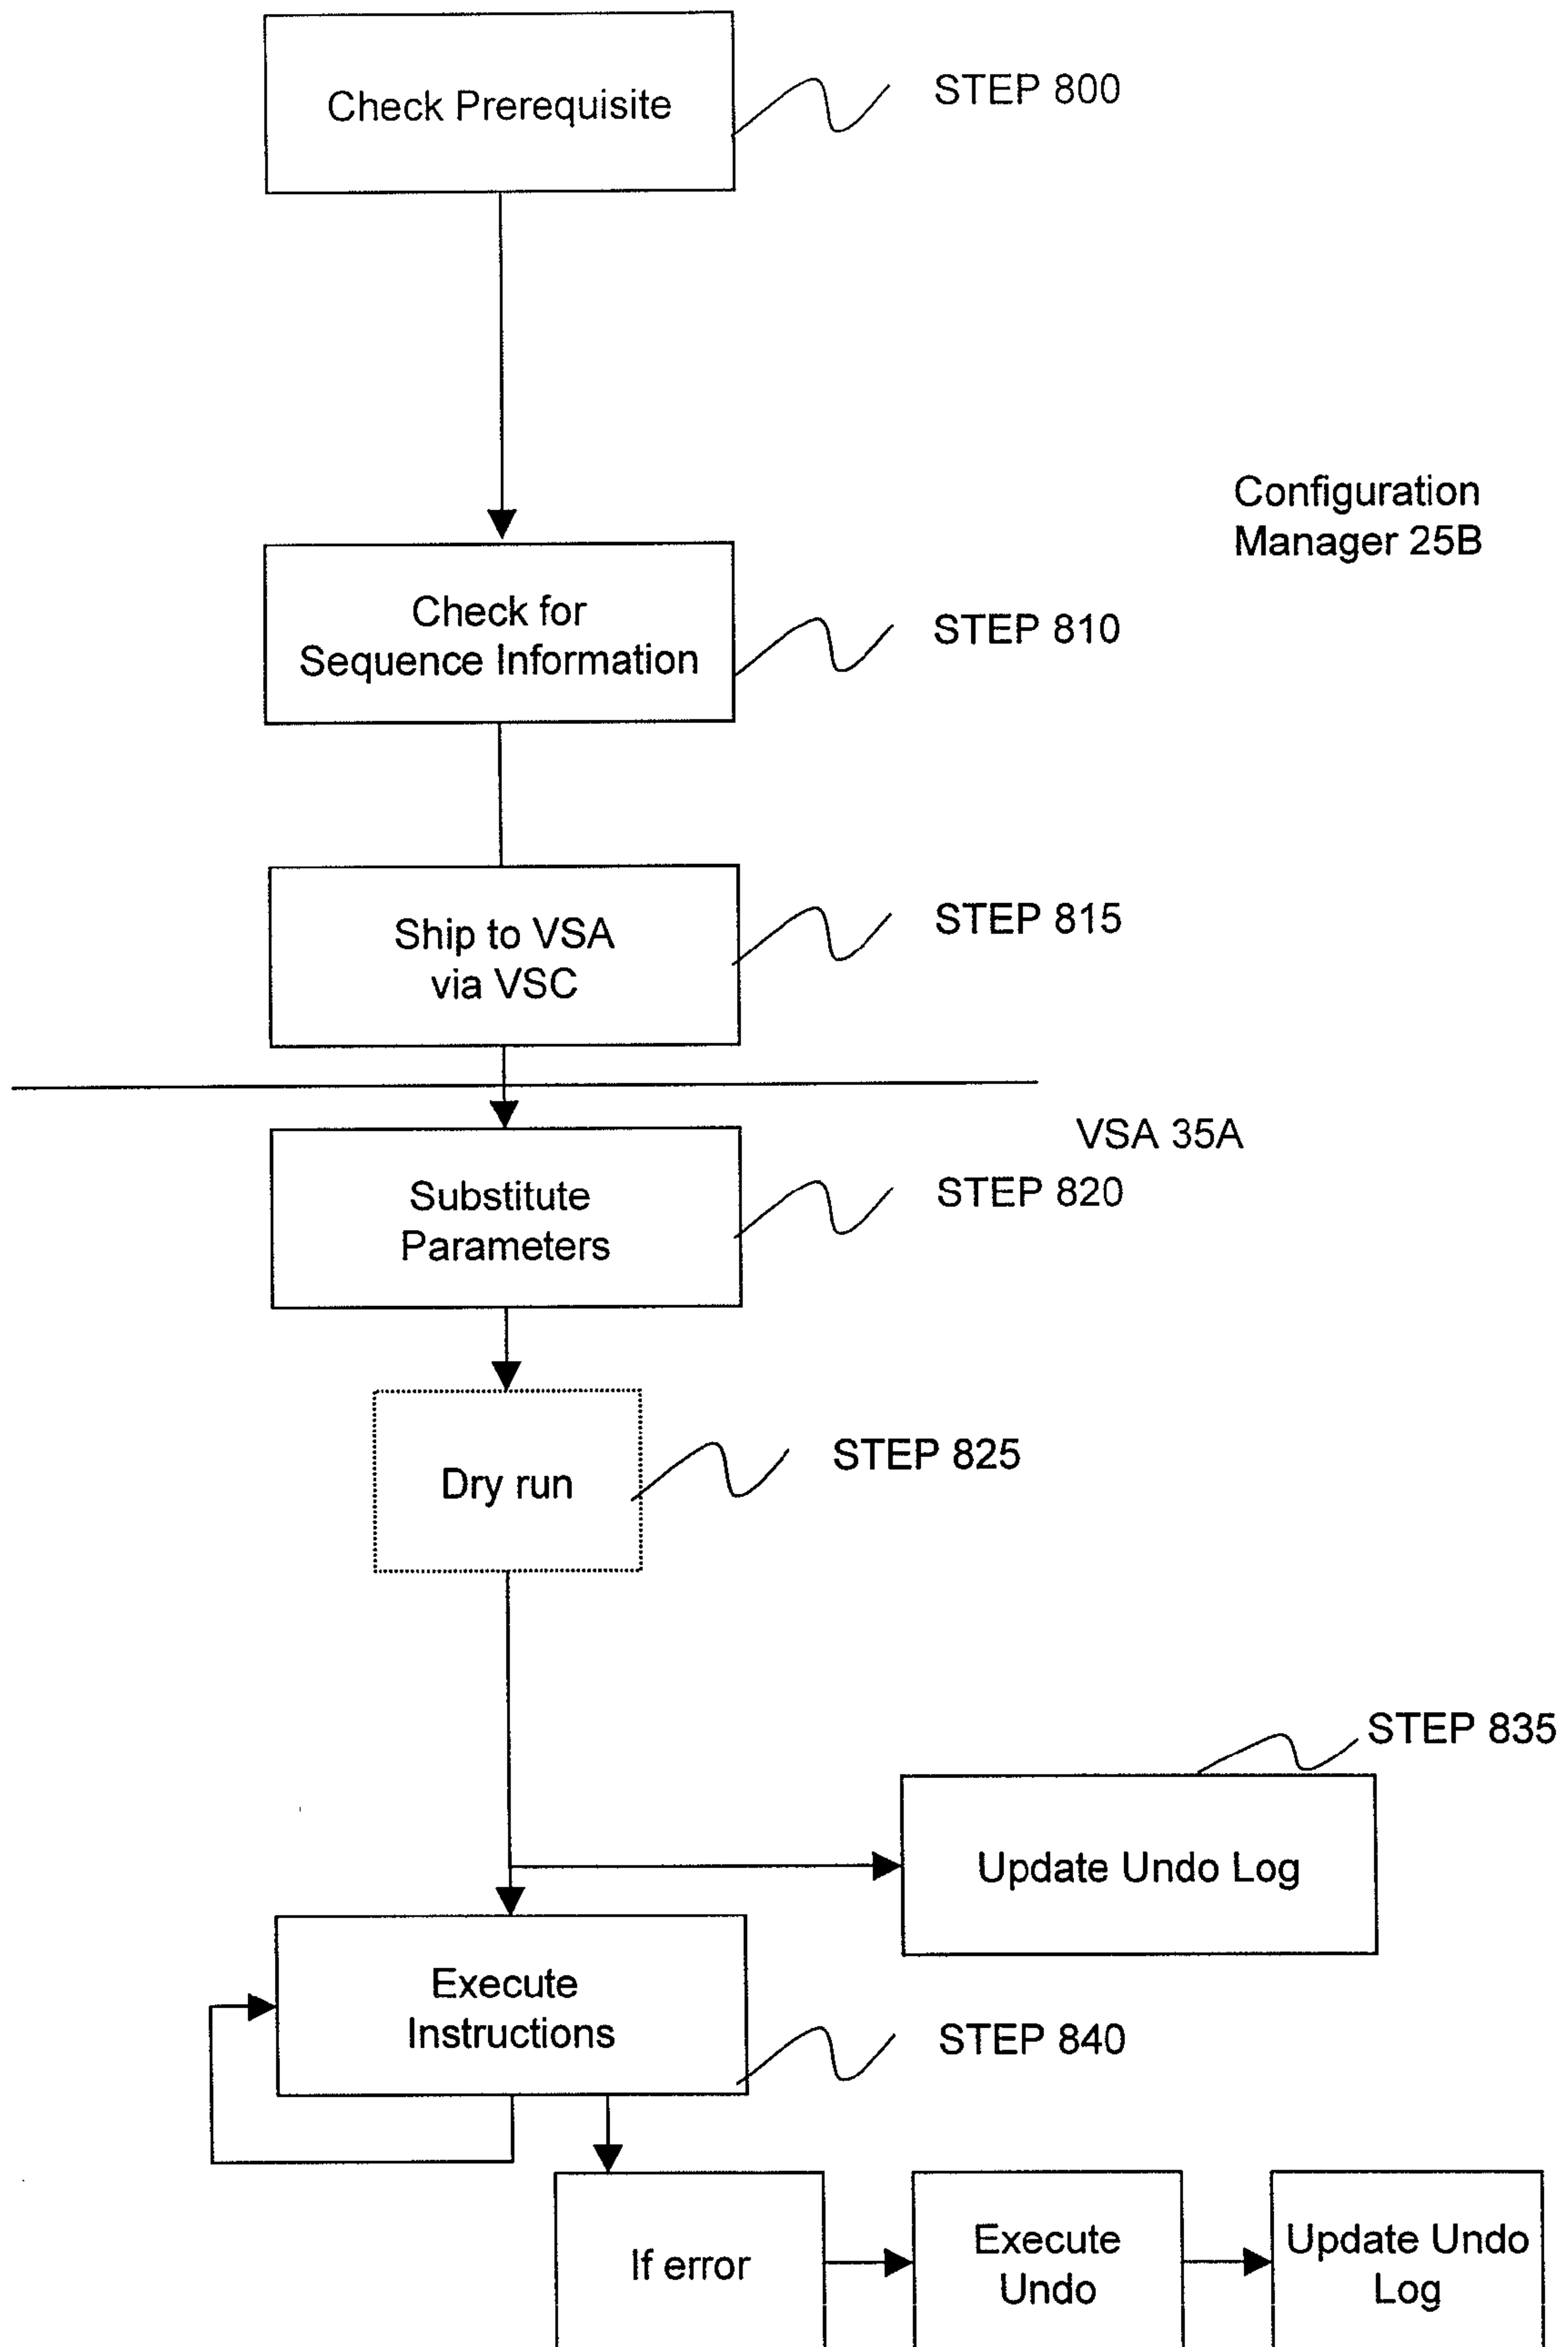 Check Prerequisite
STEP 800
Configuration
Manager 25B
Check for
Sequence Information
STEP 810
Ship to VSA
via VSC
STEP 815
VSA 35A
Substitute
Parameters
STEP 820
Dry run
STEP 825
STEP 835
Update Undo Log
Execute
Instructions
STEP 840
If error
Execute
Undo
Update Undo
Log